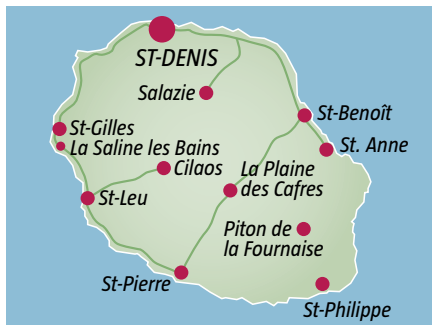 ST-DENIS
Salazie
St-Benoît
St-Gilles
La Saline les Bains
St. Anne
Cilaos
La Plaine
des Cafres
St-Leu
Piton de
la Fournaise
St-Pierre
St-Philippe